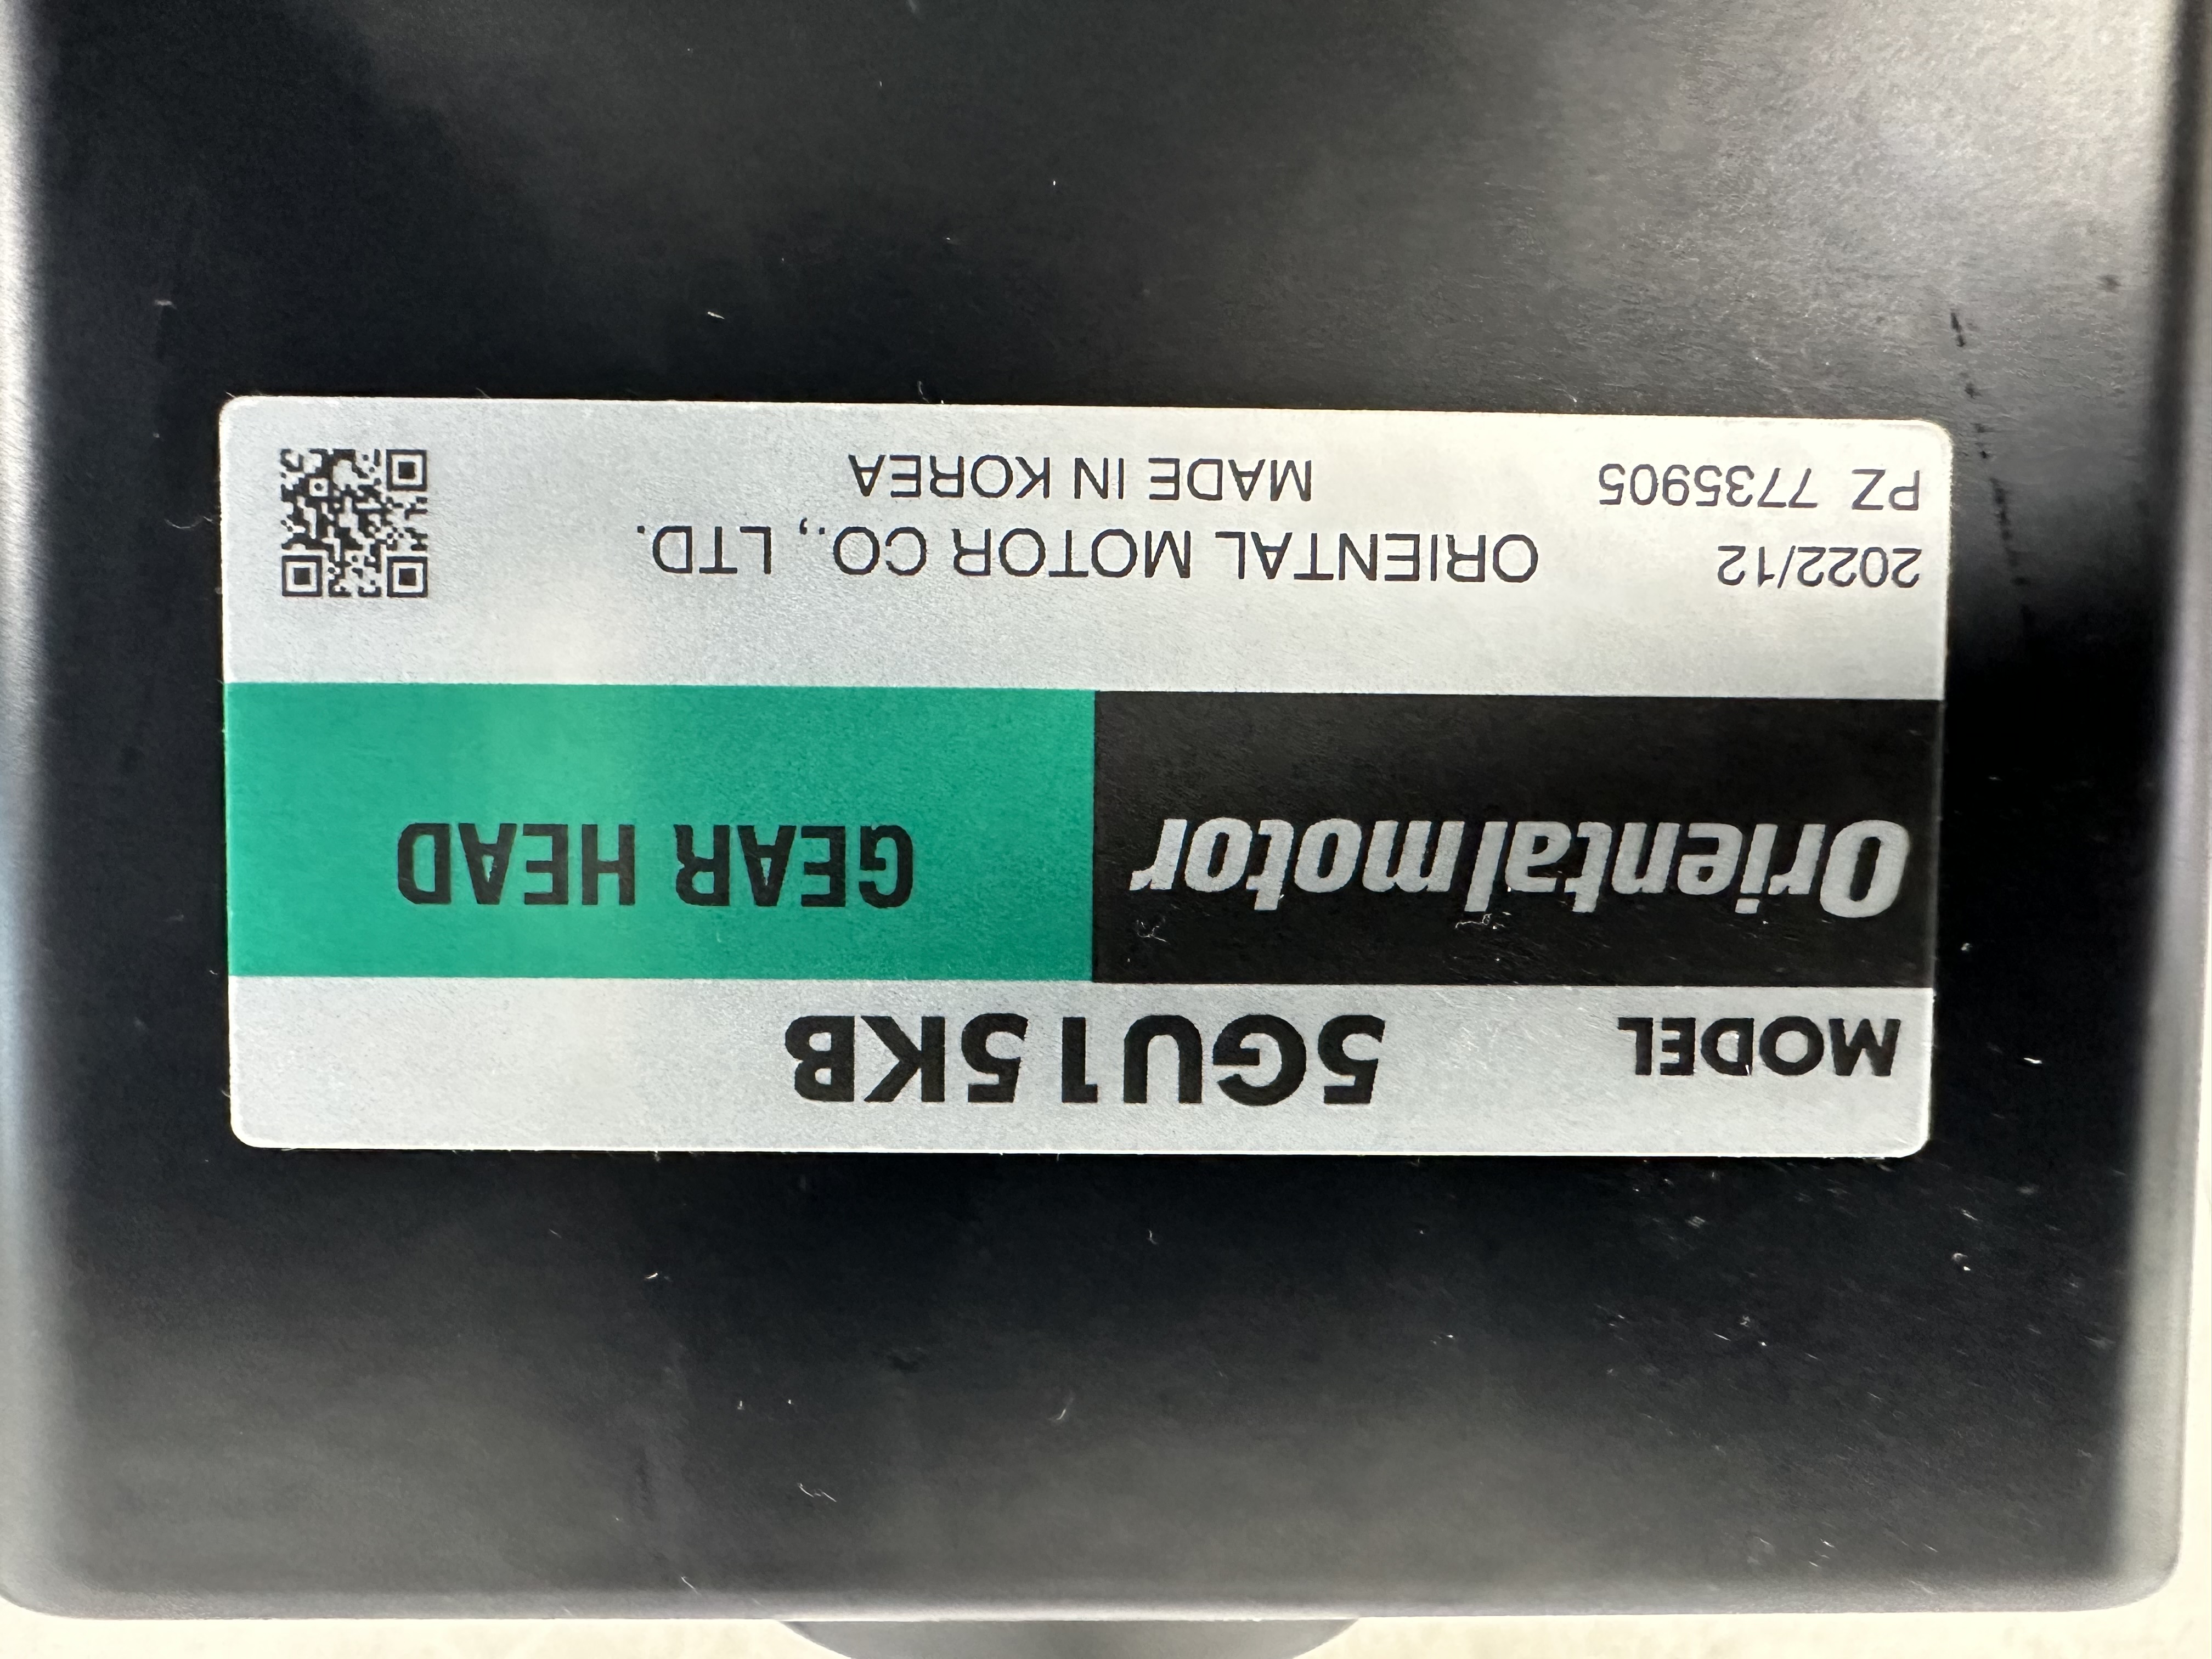 MODEL 5GU15KB
Orientalmotor GEAR HEAD
2022/12 ORIENTAL MOTOR CO., LTD.
PZ 7735905 MADE IN KOREA